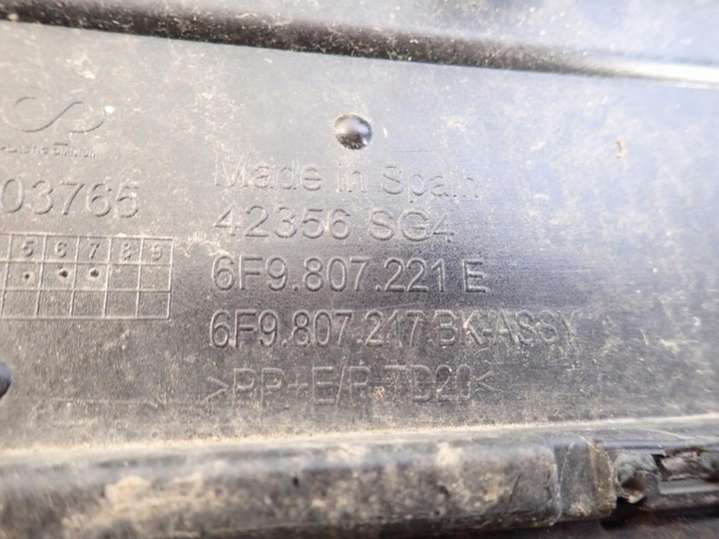 Made in Spain
03765
42356 SG4
5 6 7 8 9
6F9.807.221 E
6F9.807.217.BK-ASSY
>PP+E/P-TD20<